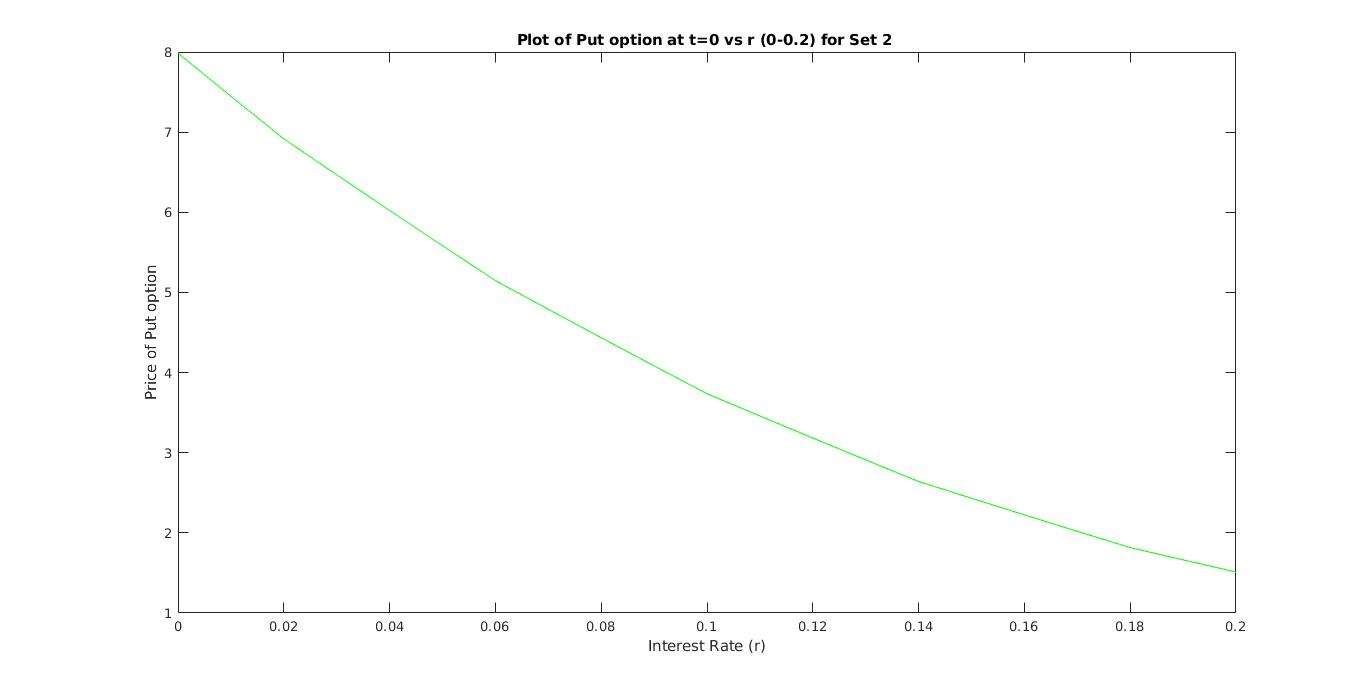 Plot of Put option at t=0 vs r (0-0.2) for Set 2
8
7
6
5
4
3
2
1
Price of Put option
0 0.02 0.04 0.06 0.08 0.1 0.12 0.14 0.16 0.18 0.2
Interest Rate (r)